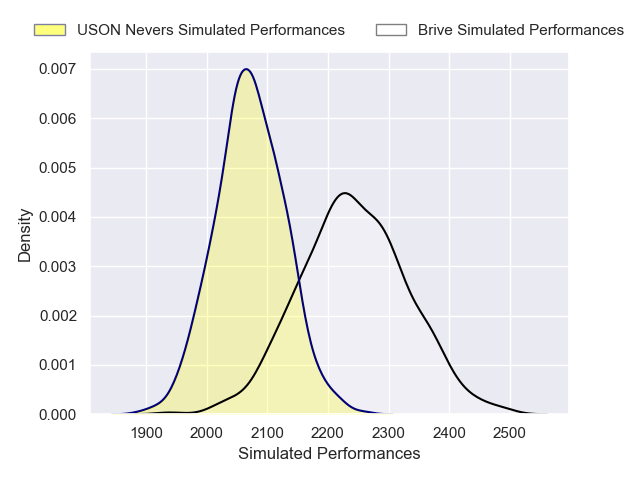 USON Nevers Simulated Performances
Brive Simulated Performances
0.007
0.006
0.005
0.004
0.003
0.002
0.001
0.000
Density
1900 2000 2100 2200 2300 2400 2500
Simulated Performances